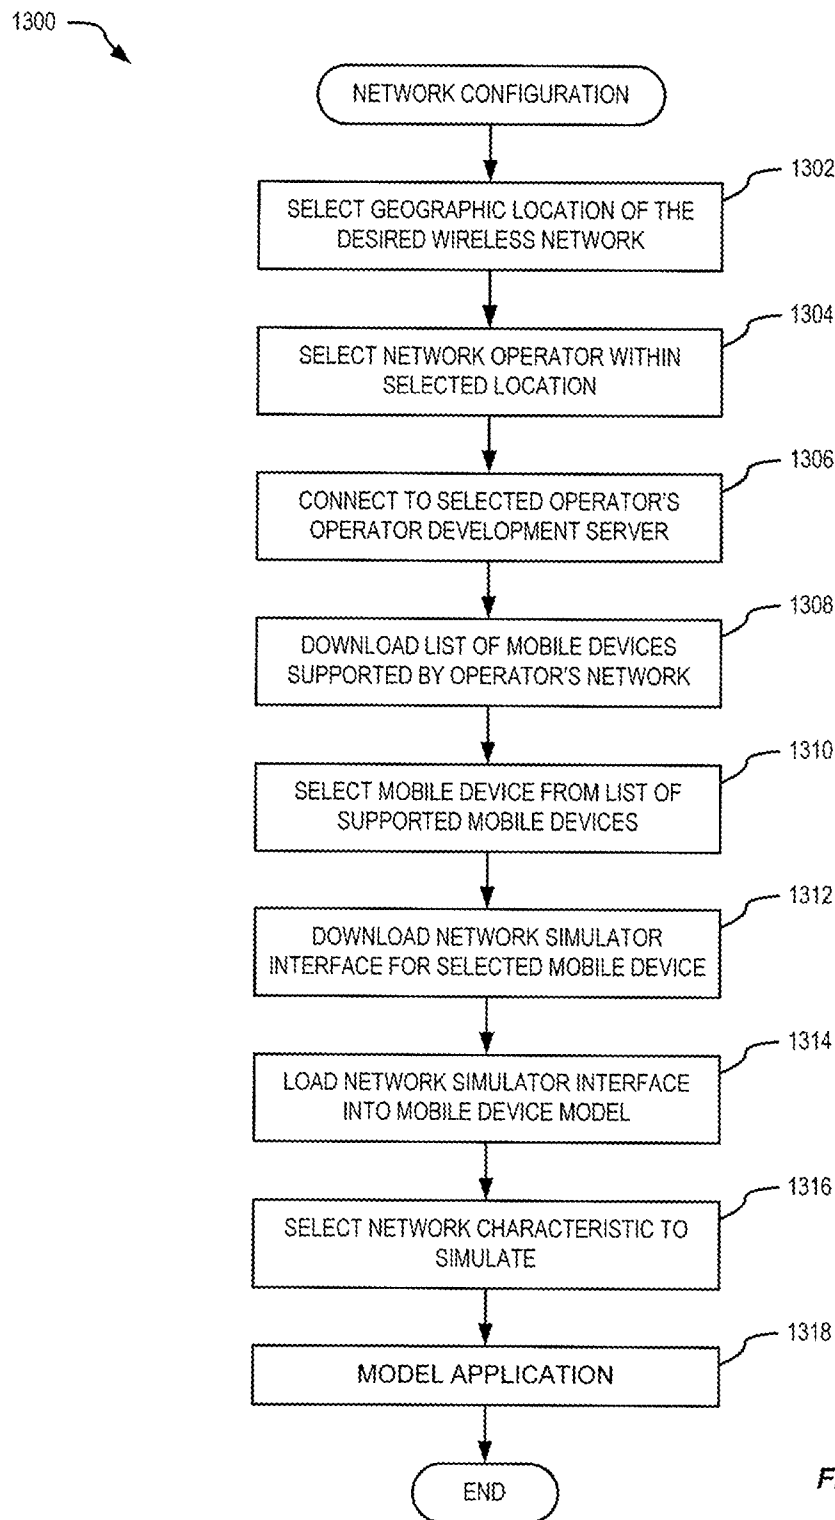 1300
NETWORK CONFIGURATION
1302
SELECT GEOGRAPHIC LOCATION OF THE
DESIRED WIRELESS NETWORK
1304
SELECT NETWORK OPERATOR WITHIN
SELECTED LOCATION
1306
CONNECT TO SELECTED OPERATOR'S
OPERATOR DEVELOPMENT SERVER
1308
DOWNLOAD LIST OF MOBILE DEVICES
SUPPORTED BY OPERATOR'S NETWORK
1310
SELECT MOBILE DEVICE FROM LIST OF
SUPPORTED MOBILE DEVICES
1312
DOWNLOAD NETWORK SIMULATOR
INTERFACE FOR SELECTED MOBILE DEVICE
1314
LOAD NETWORK SIMULATOR INTERFACE
INTO MOBILE DEVICE MODEL
1316
SELECT NETWORK CHARACTERISTIC TO
SIMULATE
1318
MODEL APPLICATION
END